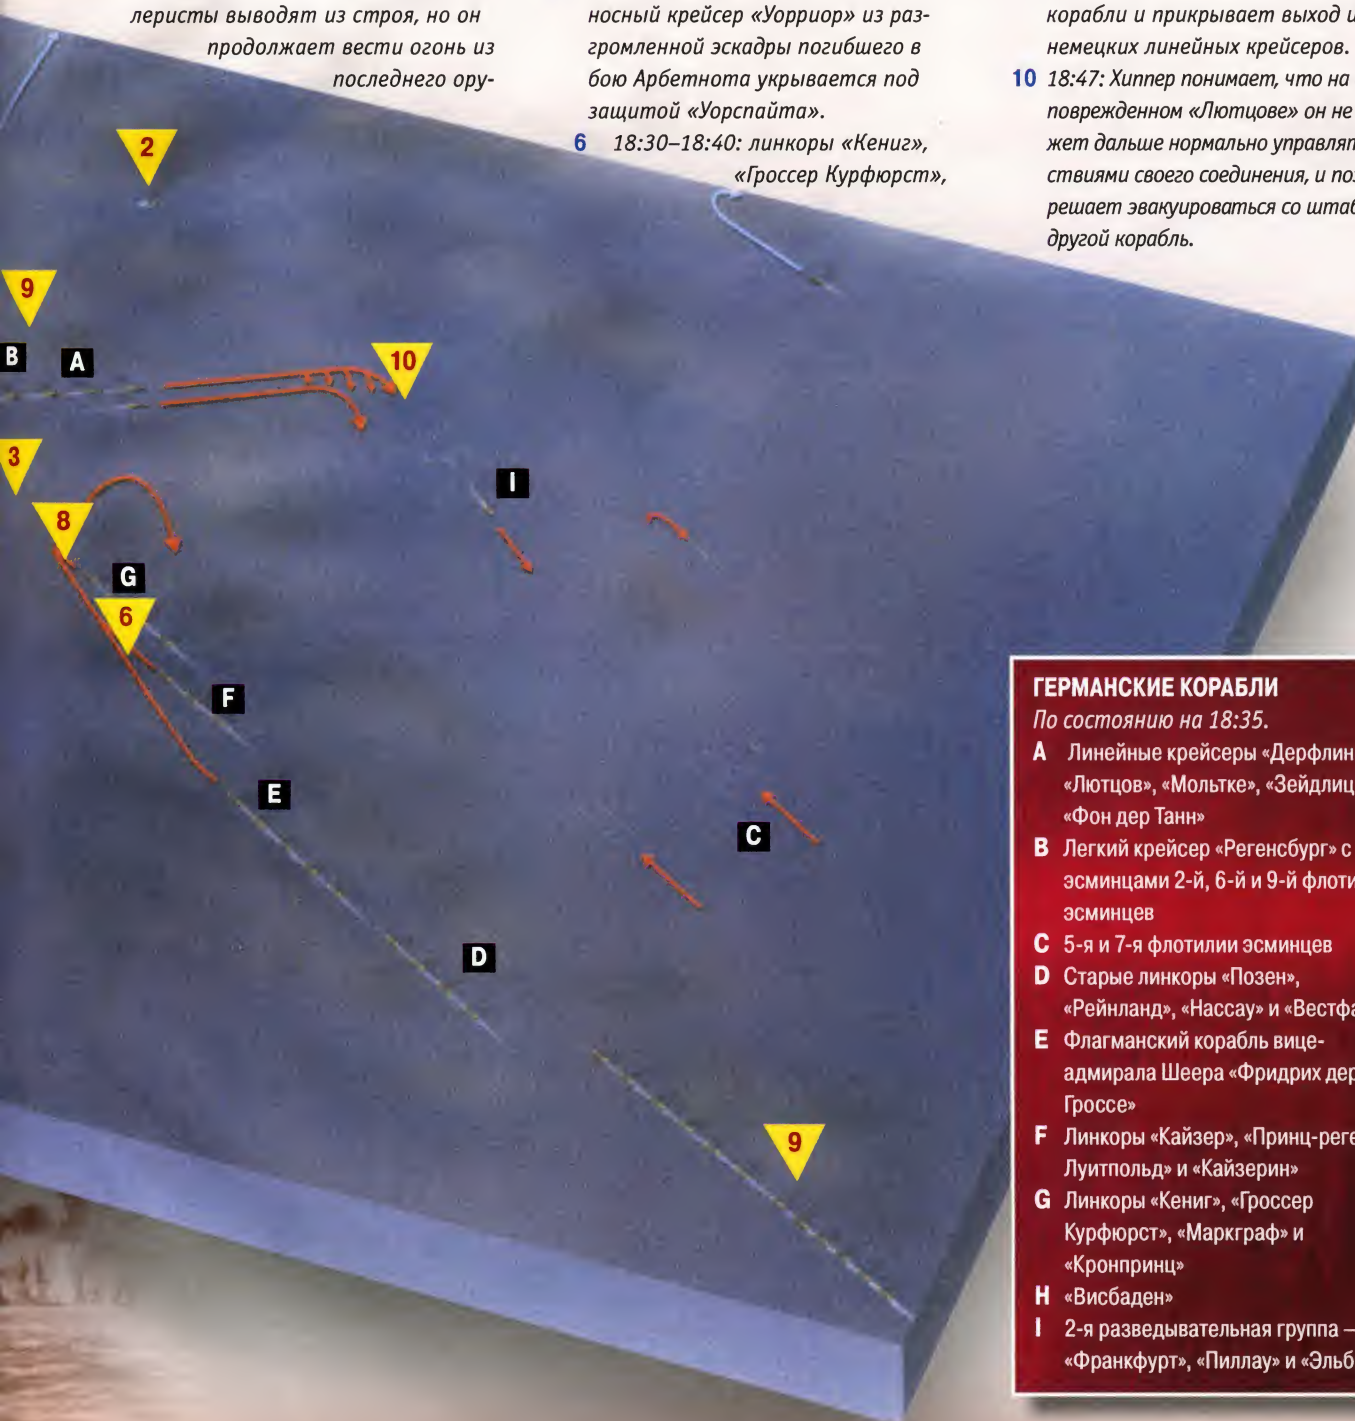 леристы выводят из строя, но он
продолжает вести огонь из
последнего ору-
носный крейсер «Уорриор» из раз-
громленной эскадры погибшего в
бою Арбетнота укрывается под
защитой «Уорспайта».
6 18:30–18:40: линкоры «Кениг»,
«Гроссер Курфюрст»,
корабли и прикрывает выход и
немецких линейных крейсеров.
10 18:47: Хиппер понимает, что на
поврежденном «Лютцове» он не
жет дальше нормально управлят
ствиями своего соединения, и поэ
решает эвакуироваться со штаб
другой корабль.
2
9
B
A
10
3
I
8
G
6
F
E
C
D
9
ГЕРМАНСКИЕ КОРАБЛИ
По состоянию на 18:35.
A Линейные крейсеры «Дерфлин
«Лютцов», «Мольтке», «Зейдлиц
«Фон дер Танн»
B Легкий крейсер «Регенсбург» с
эсминцами 2-й, 6-й и 9-й флоти
эсминцев
C 5-я и 7-я флотилии эсминцев
D Старые линкоры «Позен»,
«Рейнланд», «Нассау» и «Вестфа
E Флагманский корабль вице-
адмирала Шеера «Фридрих дер
Гроссе»
F Линкоры «Кайзер», «Принц-реге
Луитпольд» и «Кайзерин»
G Линкоры «Кениг», «Гроссер
Курфюрст», «Маркграф» и
«Кронпринц»
H «Висбаден»
I 2-я разведывательная группа –
«Франкфурт», «Пиллау» и «Эльб